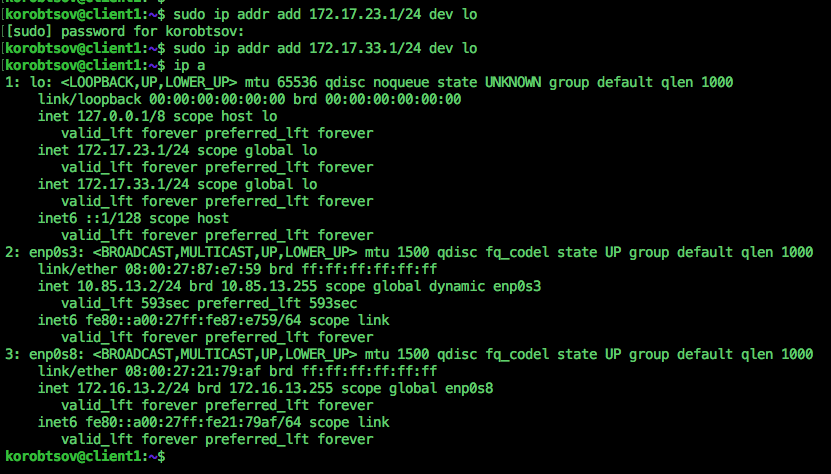 [korobtsov@client1:~$ sudo ip addr add 172.17.23.1/24 dev lo
[[sudo] password for korobtsov:
[korobtsov@client1:~$ sudo ip addr add 172.17.33.1/24 dev lo
[korobtsov@client1:~$ ip a
1: lo: <LOOPBACK,UP,LOWER_UP> mtu 65536 qdisc noqueue state UNKNOWN group default qlen 1000
    link/loopback 00:00:00:00:00:00 brd 00:00:00:00:00:00
    inet 127.0.0.1/8 scope host lo
       valid_lft forever preferred_lft forever
    inet 172.17.23.1/24 scope global lo
       valid_lft forever preferred_lft forever
    inet 172.17.33.1/24 scope global lo
       valid_lft forever preferred_lft forever
    inet6 ::1/128 scope host
       valid_lft forever preferred_lft forever
2: enp0s3: <BROADCAST,MULTICAST,UP,LOWER_UP> mtu 1500 qdisc fq_codel state UP group default qlen 1000
    link/ether 08:00:27:87:e7:59 brd ff:ff:ff:ff:ff:ff
    inet 10.85.13.2/24 brd 10.85.13.255 scope global dynamic enp0s3
       valid_lft 593sec preferred_lft 593sec
    inet6 fe80::a00:27ff:fe87:e759/64 scope link
       valid_lft forever preferred_lft forever
3: enp0s8: <BROADCAST,MULTICAST,UP,LOWER_UP> mtu 1500 qdisc fq_codel state UP group default qlen 1000
    link/ether 08:00:27:21:79:af brd ff:ff:ff:ff:ff:ff
    inet 172.16.13.2/24 brd 172.16.13.255 scope global enp0s8
       valid_lft forever preferred_lft forever
    inet6 fe80::a00:27ff:fe21:79af/64 scope link
       valid_lft forever preferred_lft forever
korobtsov@client1:~$